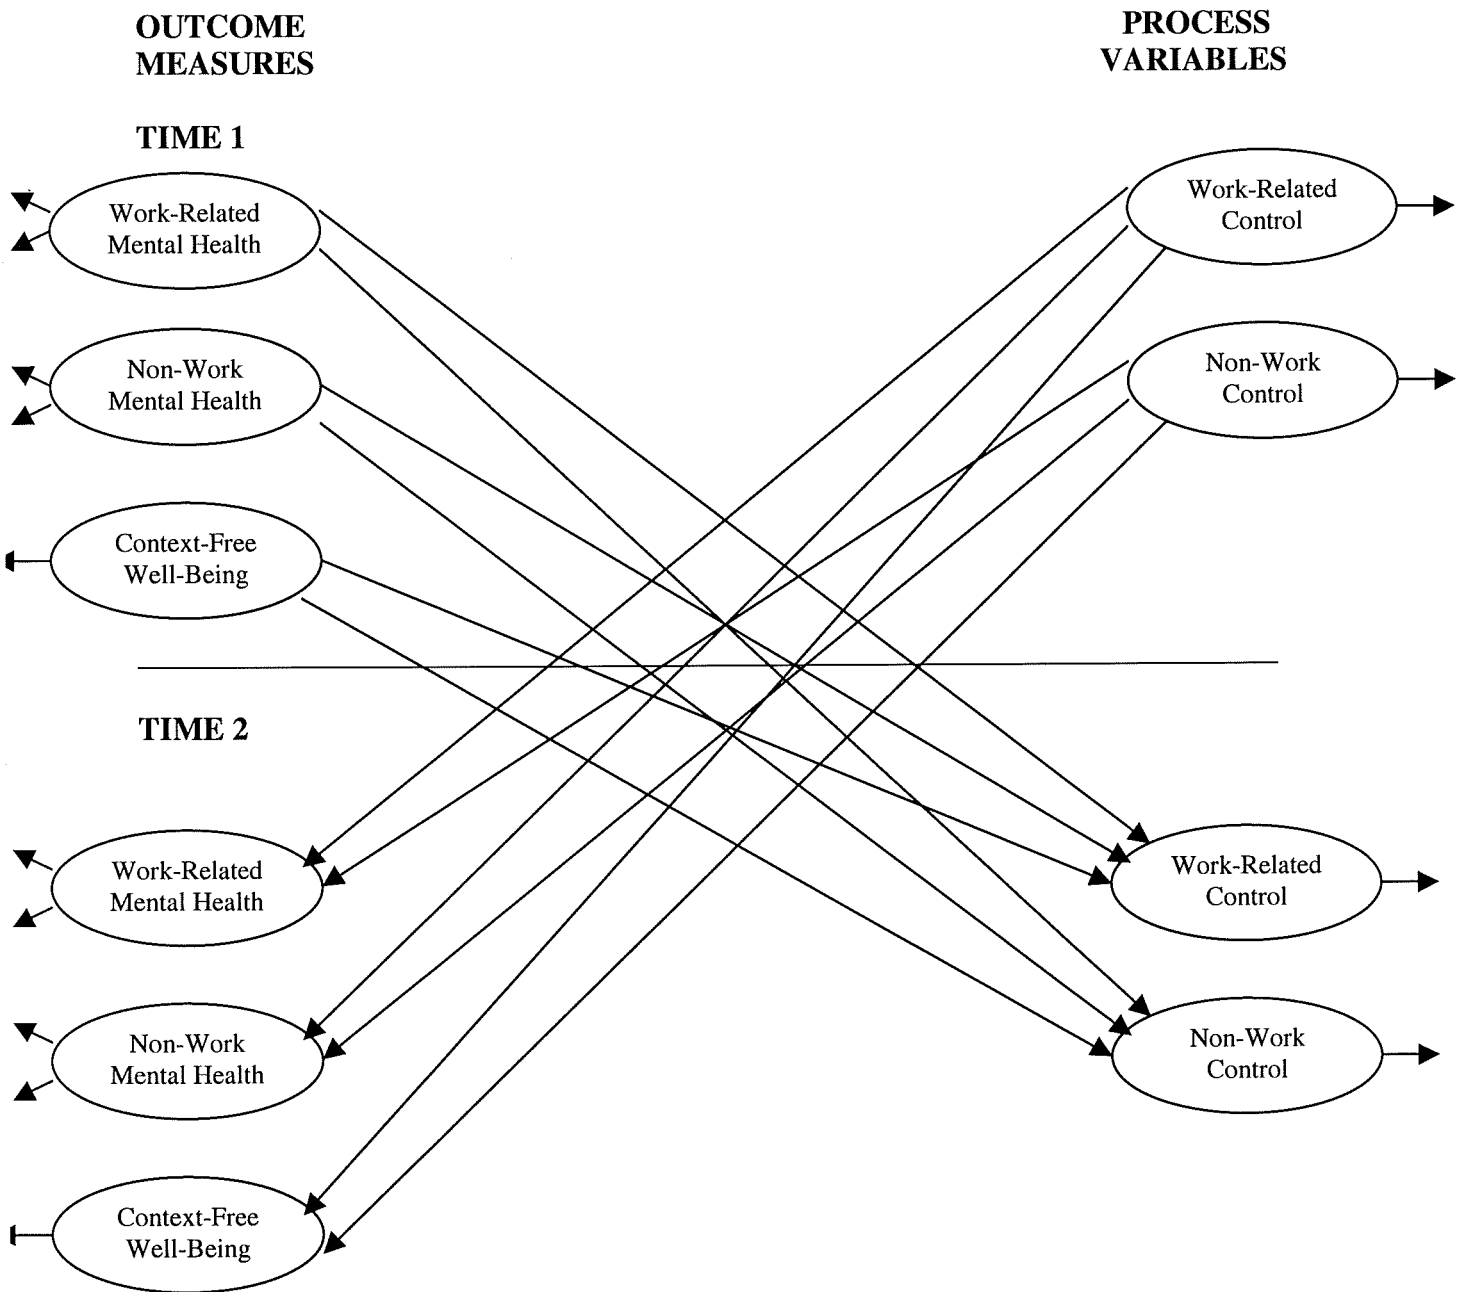 OUTCOME
MEASURES
PROCESS
VARIABLES
TIME 1
Work-Related
Mental Health
Work-Related
Control
Non-Work
Mental Health
Non-Work
Control
Context-Free
Well-Being
TIME 2
Work-Related
Mental Health
Work-Related
Control
Non-Work
Mental Health
Non-Work
Control
Context-Free
Well-Being